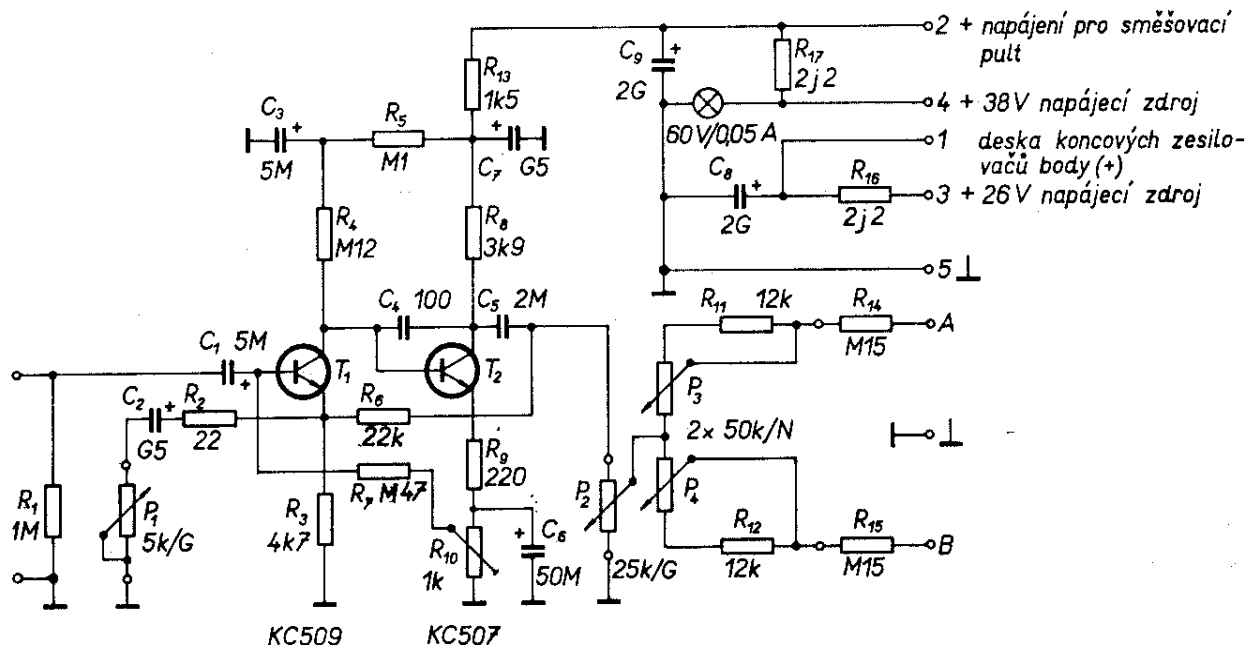 C₉ +
2G
R₁₇
2j2
2 + napájení pro směšovací
pult
R₁₃
1k5
60V/0,05 A
4 + 38V napájecí zdroj
C₃ +
5M
R₅
M1
C₇ +
G5
1 deska koncových zesilo-
vačů body (+)
C₈ +
2G
R₁₆
2j2
3 + 26V napájecí zdroj
R₄
M12
R₈
3k9
5 ⊥
C₄ 100
C₅ 2M
R₁₁ 12k
R₁₄
M15
A
C₁ 5M
+
T₁
T₂
P₃
C₂ +
G5
R₂
22
R₆
22k
2× 50k/N
⊥
R₇ M47
R₉
220
P₂
P₄
R₁
1M
P₁
5k/G
R₃
4k7
R₁₀
1k
+ C₆
50M
25k/G
R₁₂
12k
R₁₅
M15
B
KC509
KC507